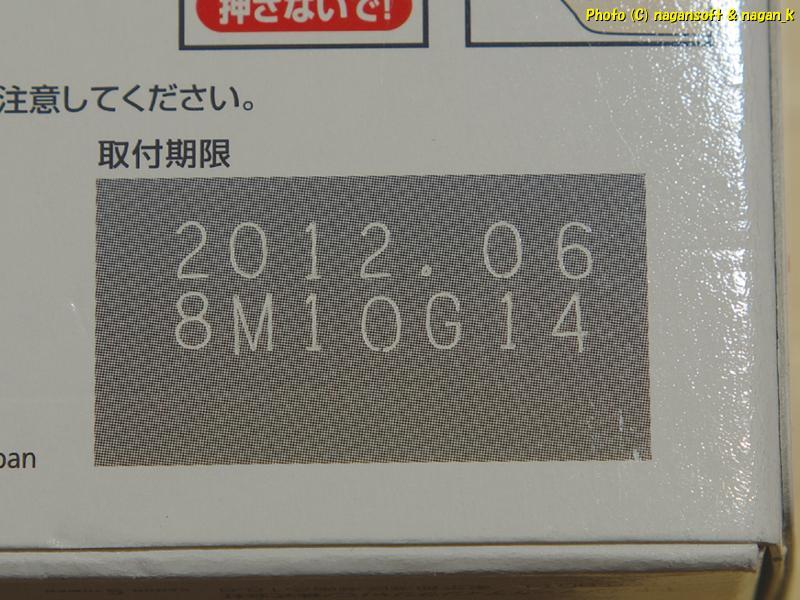 押さないで!
Photo (C) nagansoft & nagan_k
注意してください。
取付期限
2012.06
8M10G14
pan